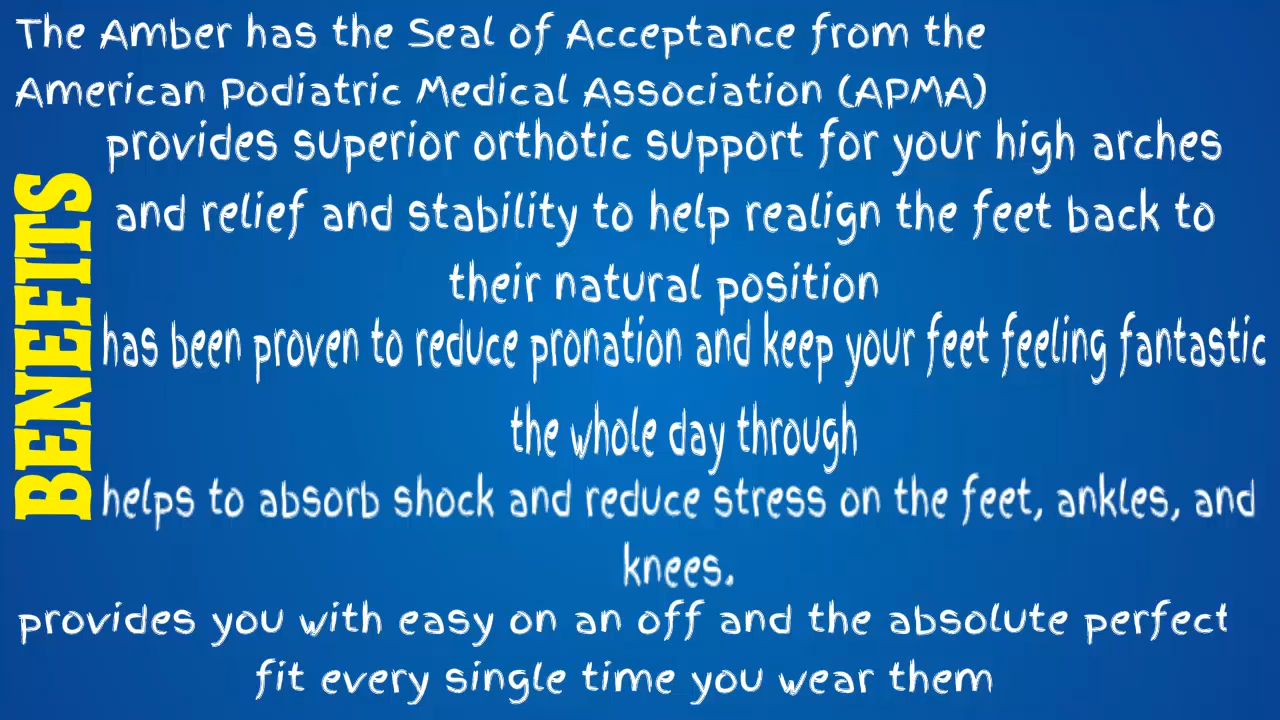 The Amber has the Seal of Acceptance from the
American Podiatric Medical Association (APMA)
BENEFITS
provides superior orthotic support for your high arches
and relief and stability to help realign the feet back to
their natural position
has been proven to reduce pronation and keep your feet feeling fantastic
the whole day through
helps to absorb shock and reduce stress on the feet, ankles, and
knees.
provides you with easy on an off and the absolute perfect
fit every single time you wear them